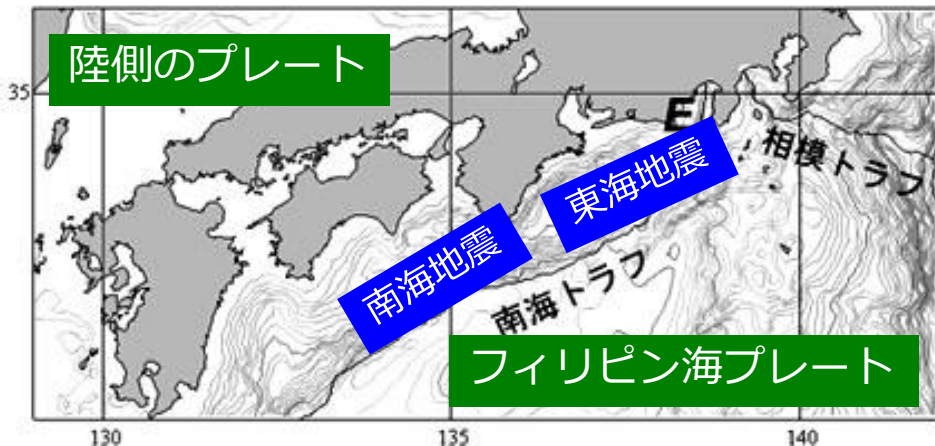 陸側のプレート
35
E
相模トラフ
東海地震
南海地震
南海トラフ
フィリピン海プレート
130
135
140